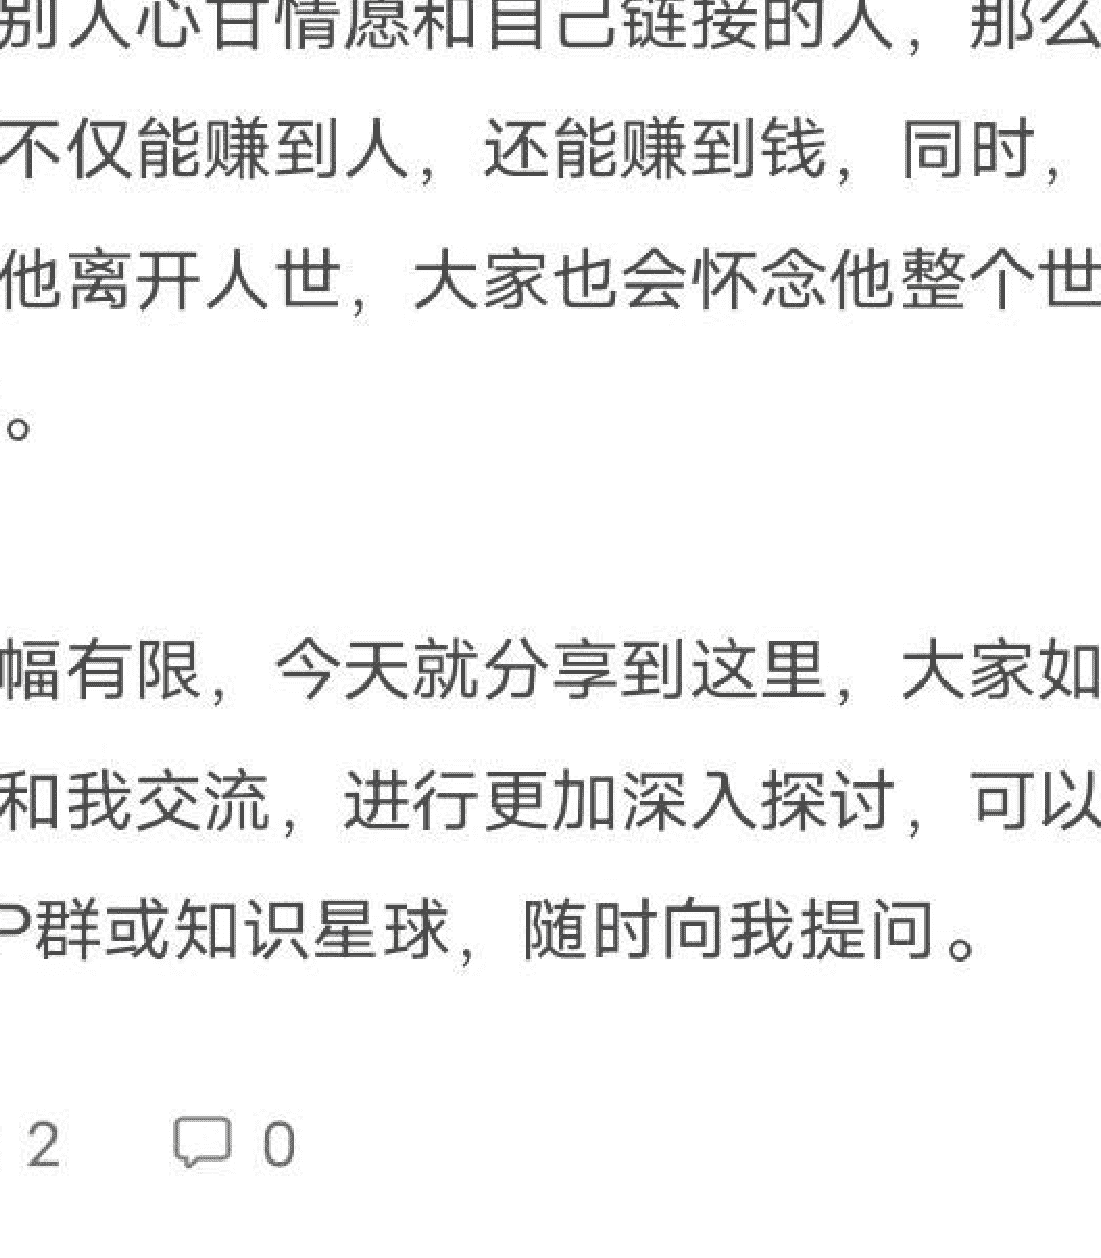 别人心甘情愿和自己链接的人，那么
不仅能赚到人，还能赚到钱，同时，
他离开人世，大家也会怀念他整个世
。
幅有限，今天就分享到这里，大家如
和我交流，进行更加深入探讨，可以
P群或知识星球，随时向我提问。
2 0